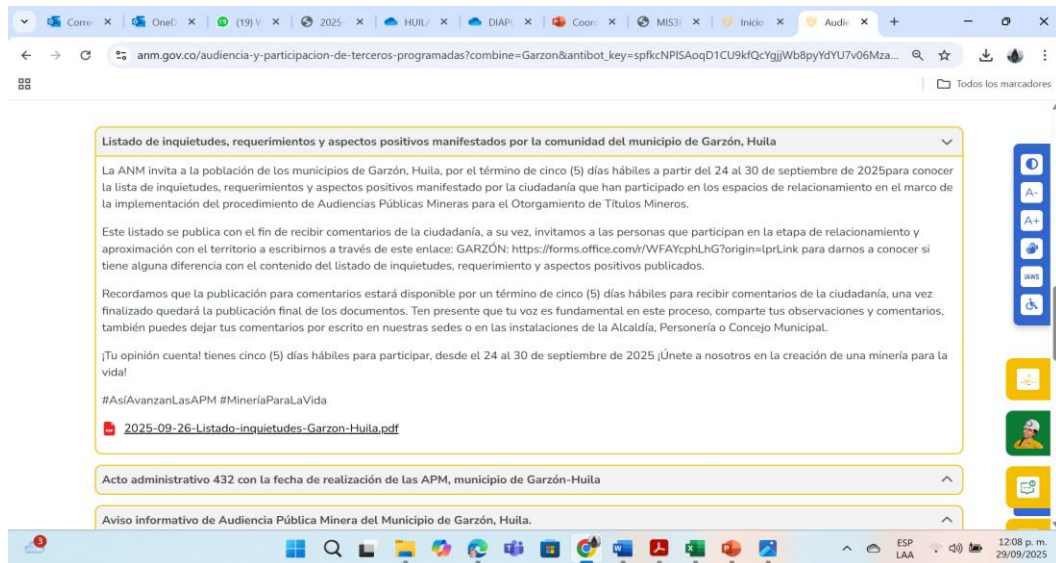 Corre
OneD
(19) V
2025-
HUIL/
Coor
MIS3
Inicio
Audie
anm.gov.co/audiencia-y-participacion-de-terceros-programadas?combine=Garzon&antibot_key=
Todos los marcadores
Listado de inquietudes, requerimientos y aspectos positivos manifestados por la comunidad del municipio de Garzón, Huila
La ANM invita a la población de los municipios de Garzón, Huila, por el término de cinco (5) días hábiles a partir del 24 al 30 de septiembre de 2025para conocer
la lista de inquietudes, requerimientos y aspectos positivos manifestado por la ciudadanía que han participado en los espacios de relacionamiento en el marco de
la implementación del procedimiento de Audiencias Públicas Mineras para el Otorgamiento de Títulos Mineros.
Este listado se publica con el fin de recibir comentarios de la ciudadanía, a su vez, invitamos a las personas que participan en la etapa de relacionamiento y
aproximación con el territorio a escribirnos a través de este enlace: GARZÓN: https://forms.office.com/r/WFAYcphLhG?origin=lprLink para darnos a conocer si
tiene alguna diferencia con el contenido del listado de inquietudes, requerimiento y aspectos positivos publicados.
Recordamos que la publicación para comentarios estará disponible por un término de cinco (5) días hábiles para recibir comentarios de la ciudadanía, una vez
finalizado quedará la publicación final de los documentos. Ten presente que tu voz es fundamental en este proceso, comparte tus observaciones y comentarios,
también puedes dejar tus comentarios por escrito en nuestras sedes o en las instalaciones de la Alcaldía, Personería o Concejo Municipal.
¡Tu opinión cuenta! tienes cinco (5) días hábiles para participar, desde el 24 al 30 de septiembre de 2025 ¡Únete a nosotros en la creación de una minería para la
vida!
#AsíAvanzanLasAPM #MineríaParaLaVida
2025-09-26-Listado-inquietudes-Garzon-Huila.pdf
Acto administrativo 432 con la fecha de realización de las APM, municipio de Garzón-Huila
Aviso informativo de Audiencia Pública Minera del Municipio de Garzón, Huila.
A-
A+
JAWS
3
ESP
LAA
12:08 p. m.
29/09/2025